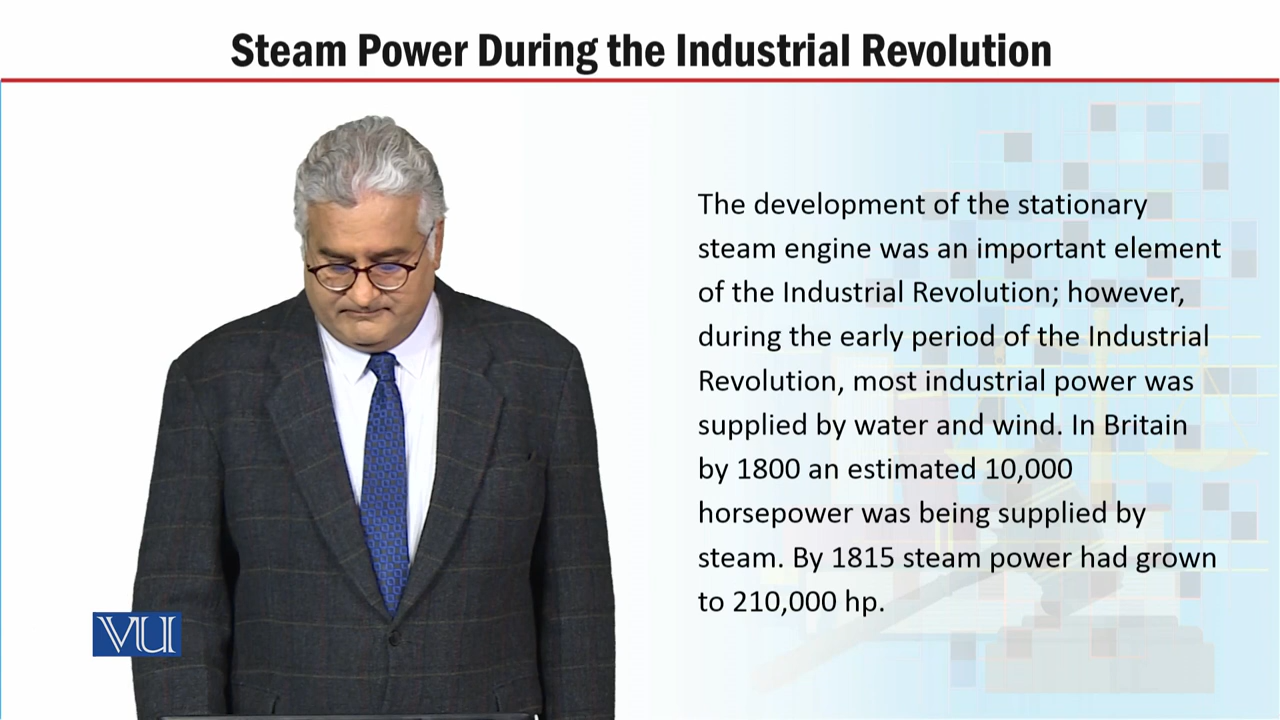 Steam Power During the Industrial Revolution
The development of the stationary
steam engine was an important element
of the Industrial Revolution; however,
during the early period of the Industrial
Revolution, most industrial power was
supplied by water and wind. In Britain
by 1800 an estimated 10,000
horsepower was being supplied by
steam. By 1815 steam power had grown
to 210,000 hp.
VU